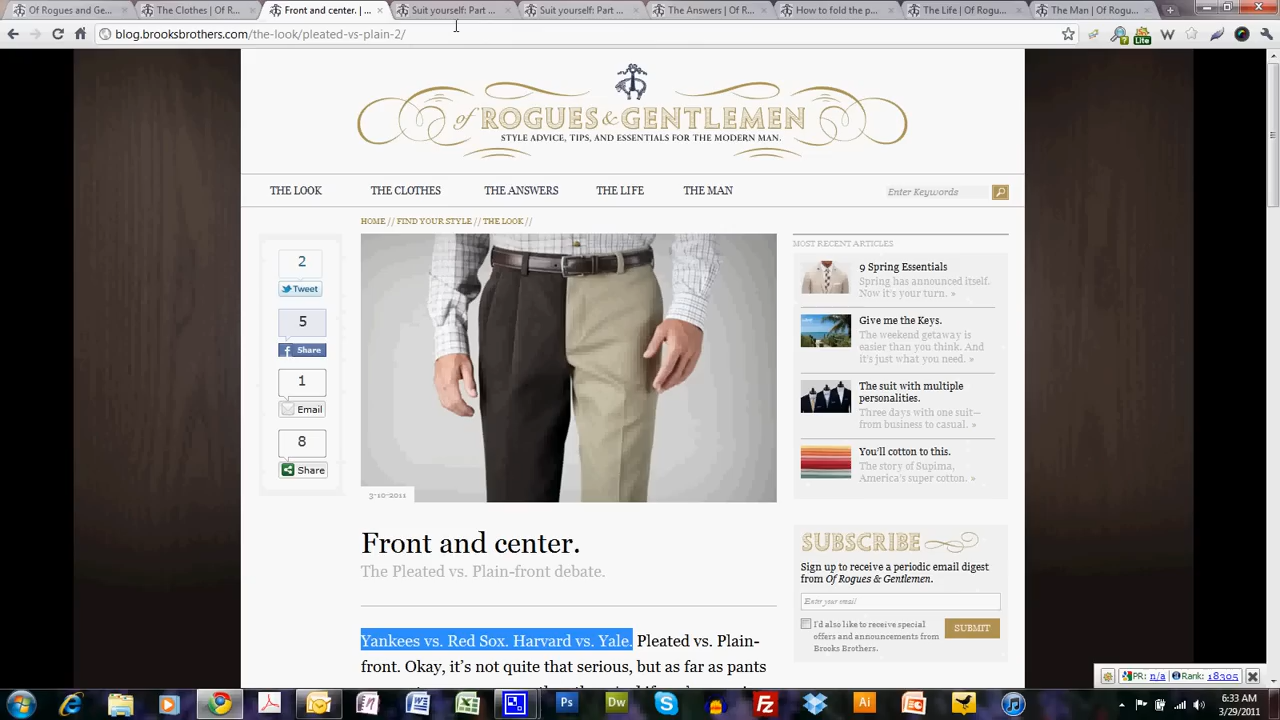 Of Rogues and Ge...
The Clothes | Of R...
Front and center. | ...
Suit yourself: Part ...
Suit yourself: Part ...
The Answers | Of R...
How to fold the p...
The Life | Of Rogu...
The Man | Of Rogu...
blog.brooksbrothers.com/the-look/pleated-vs-plain-2/
Lite
of ROGUES & GENTLEMEN
STYLE ADVICE, TIPS, AND ESSENTIALS FOR THE MODERN MAN.
THE LOOK THE CLOTHES THE ANSWERS THE LIFE THE MAN
Enter Keywords
HOME // FIND YOUR STYLE // THE LOOK //
2
Tweet
5
Share
1
Email
8
Share
3-10-2011
Front and center.
The Pleated vs. Plain-front debate.
Yankees vs. Red Sox. Harvard vs. Yale. Pleated vs. Plain-
front. Okay, it's not quite that serious, but as far as pants
MOST RECENT ARTICLES
9 Spring Essentials
Spring has announced itself.
Now it's your turn. »
Give me the Keys.
The weekend getaway is
easier than you think. And
it's just what you need. »
The suit with multiple
personalities.
Three days with one suit—
from business to casual. »
You'll cotton to this.
The story of Supima,
America's super cotton. »
SUBSCRIBE
Sign up to receive a periodic email digest
from Of Rogues & Gentlemen.
Enter your email
I'd also like to receive special
offers and announcements from
Brooks Brothers.
SUBMIT
PR: n/a Rank: 18305
Ps
Dw
Ai
6:33 AM
3/29/2011